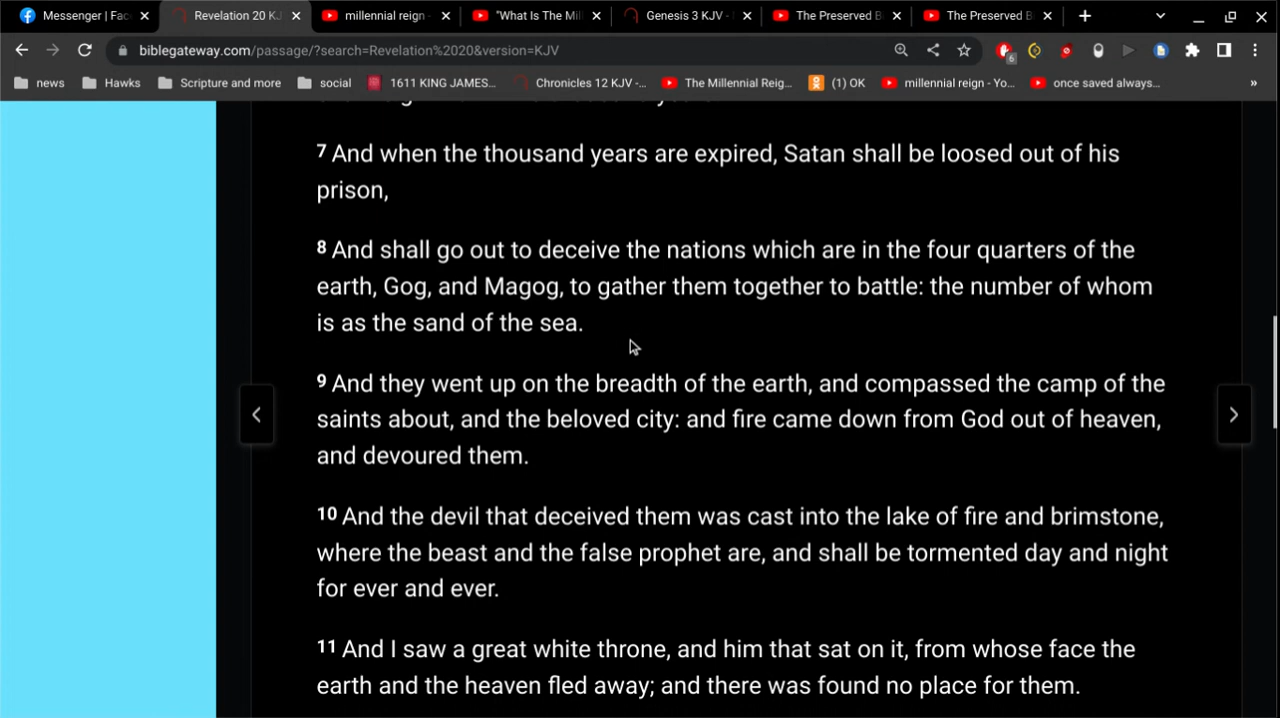 Messenger | Fac
Revelation 20 KJ
millennial reign -
"What Is The Mil
Genesis 3 KJV -
The Preserved B
The Preserved B
biblegateway.com/passage/?search=Revelation%2020&version=KJV
6
news
Hawks
Scripture and more
social
1611 KING JAMES...
Chronicles 12 KJV -...
The Millennial Reig...
(1) OK
millennial reign - Yo...
once saved always...
»
7 And when the thousand years are expired, Satan shall be loosed out of his
prison,
8 And shall go out to deceive the nations which are in the four quarters of the
earth, Gog, and Magog, to gather them together to battle: the number of whom
is as the sand of the sea.
9 And they went up on the breadth of the earth, and compassed the camp of the
saints about, and the beloved city: and fire came down from God out of heaven,
and devoured them.
10 And the devil that deceived them was cast into the lake of fire and brimstone,
where the beast and the false prophet are, and shall be tormented day and night
for ever and ever.
11 And I saw a great white throne, and him that sat on it, from whose face the
earth and the heaven fled away; and there was found no place for them.